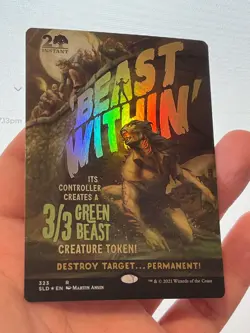 2
INSTANT
'BEAST
WITHIN'
ITS
CONTROLLER
CREATES A
3/3 GREEN
BEAST
CREATURE TOKEN!
DESTROY TARGET... PERMANENT!
333 R
SLD • EN MARTIN ANSIN
™ & © 2021 Wizards of the Coast